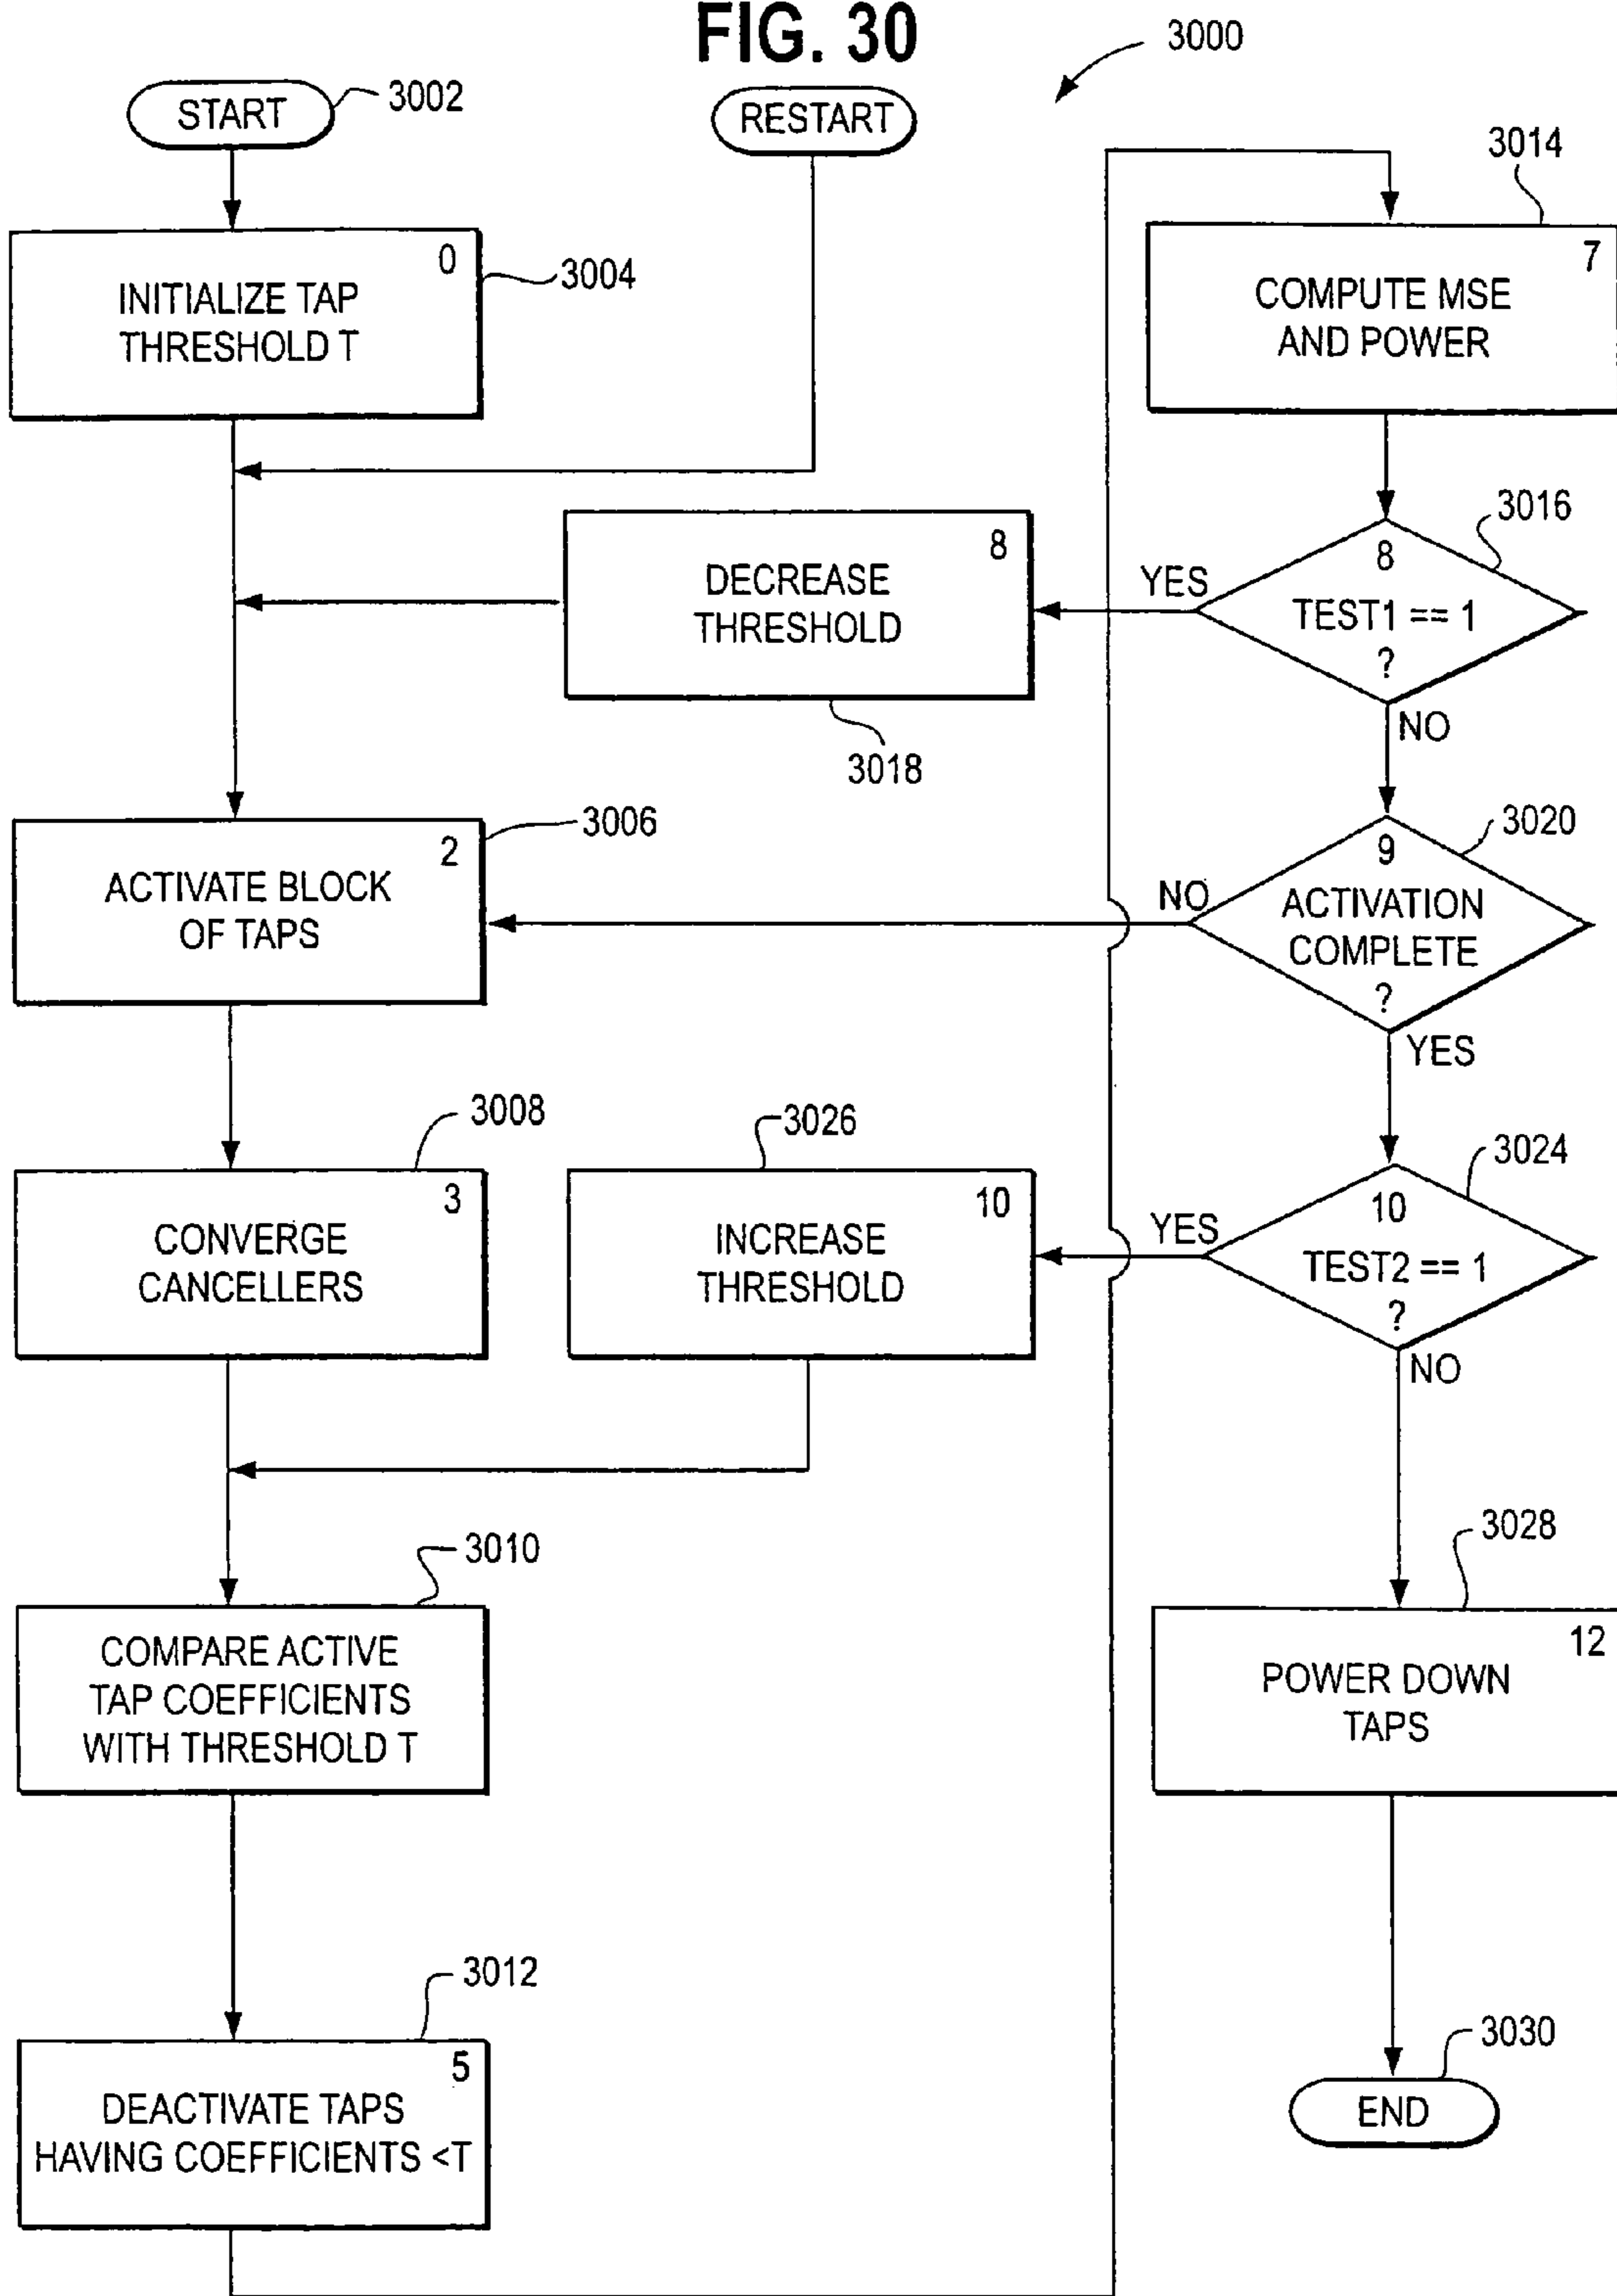 FIG. 30
3000
START
3002
RESTART
0
INITIALIZE TAP
THRESHOLD T
3004
3014
7
COMPUTE MSE
AND POWER
8
DECREASE
THRESHOLD
3018
YES
3016
8
TEST1 == 1
?
NO
2
ACTIVATE BLOCK
OF TAPS
3006
NO
3020
9
ACTIVATION
COMPLETE
?
YES
3008
3
CONVERGE
CANCELLERS
3026
10
INCREASE
THRESHOLD
YES
3024
10
TEST2 == 1
?
NO
3010
COMPARE ACTIVE
TAP COEFFICIENTS
WITH THRESHOLD T
3028
12
POWER DOWN
TAPS
3012
5
DEACTIVATE TAPS
HAVING COEFFICIENTS <T
3030
END